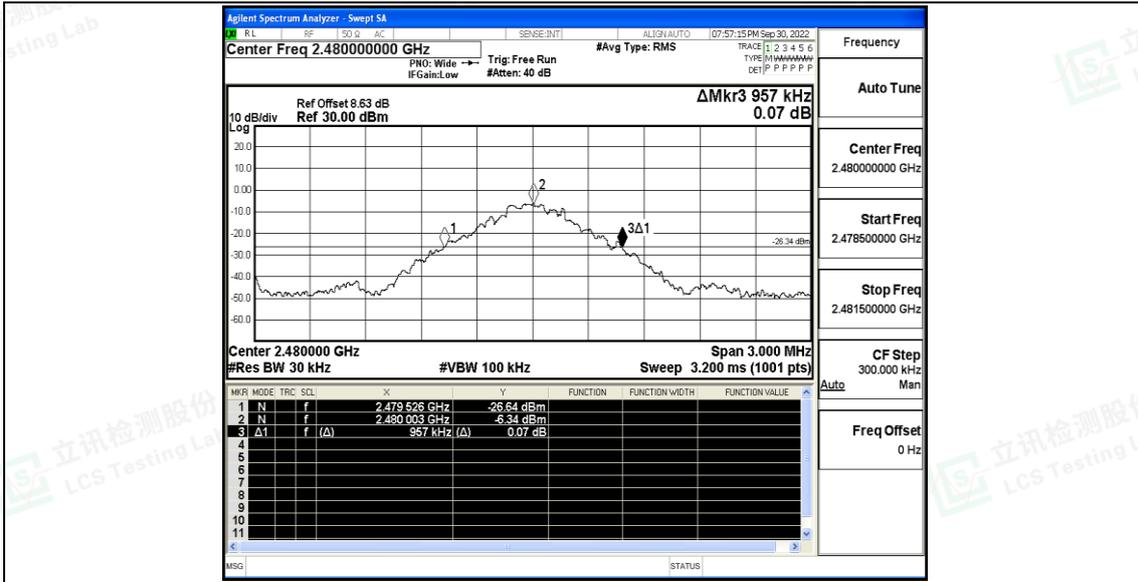 Agilent Spectrum Analyzer - Swept SA
RL RF 50 Ω AC SENSE:INT ALIGN AUTO 07:57:15 PM Sep 30, 2022
Center Freq 2.480000000 GHz
#Avg Type: RMS
TRACE 1 2 3 4 5 6
PNO: Wide Trig: Free Run
TYPE M WWWWW
IFGain:Low #Atten: 40 dB
DET P P P P P P
ΔMkr3 957 kHz
0.07 dB
Ref Offset 8.63 dB
10 dB/div Ref 30.00 dBm
Log
20.0
10.0
0.00
-10.0
-20.0
-30.0
-40.0
-50.0
-60.0
1
2
3Δ1
-26.34 dBm
Center 2.480000 GHz Span 3.000 MHz
#Res BW 30 kHz #VBW 100 kHz Sweep 3.200 ms (1001 pts)
MKR MODE TRC SCL X Y FUNCTION FUNCTION WIDTH FUNCTION VALUE
1 N f 2.479 526 GHz -26.64 dBm
2 N f 2.480 003 GHz -6.34 dBm
3 Δ1 f (Δ) 957 kHz (Δ) 0.07 dB
4
5
6
7
8
9
10
11
MSG STATUS
Frequency
Auto Tune
Center Freq
2.480000000 GHz
Start Freq
2.478500000 GHz
Stop Freq
2.481500000 GHz
CF Step
300.000 kHz
Auto Man
Freq Offset
0 Hz
立讯检测股份
LCS Testing Lab
立讯检测股份
LCS Testing L